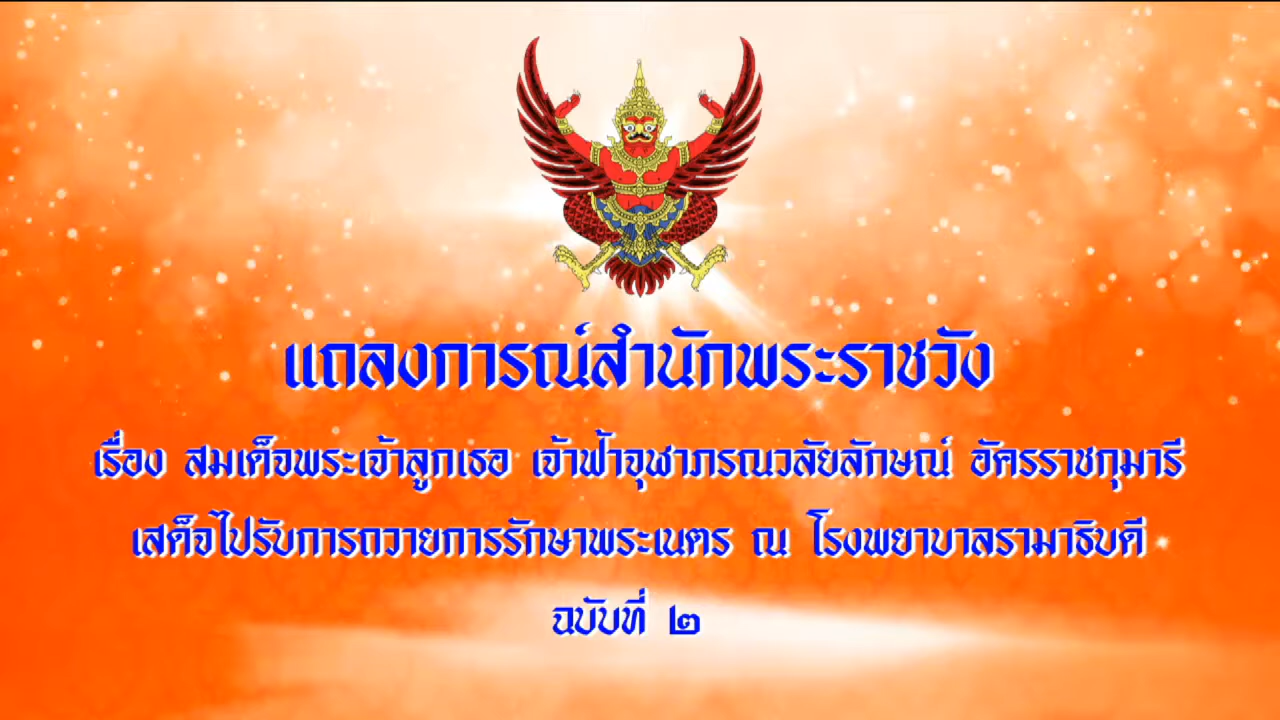 แถลงการณ์สำนักพระราชวัง
เรื่อง สมเด็จพระเจ้าลูกเธอ เจ้าฟ้าจุฬาภรณวลัยลักษณ์ อัครราชกุมารี
เสด็จไปรับการถวายการรักษาพระเนตร ณ โรงพยาบาลรามาธิบดี
ฉบับที่ ๒